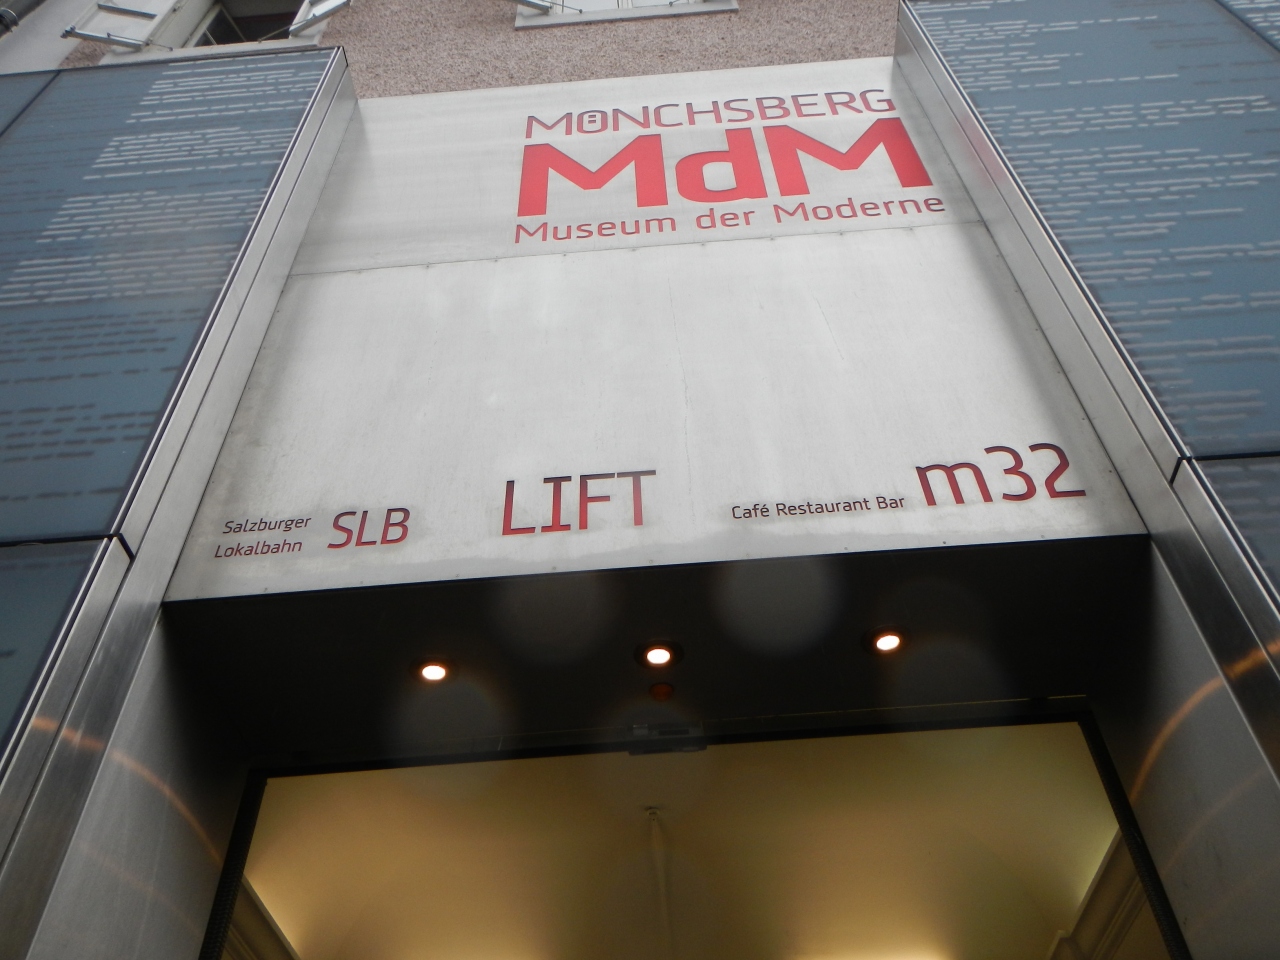 MÖNCHSBERG
MdM
Museum der Moderne
Salzburger
Lokalbahn
SLB
LIFT
Café Restaurant Bar
m32